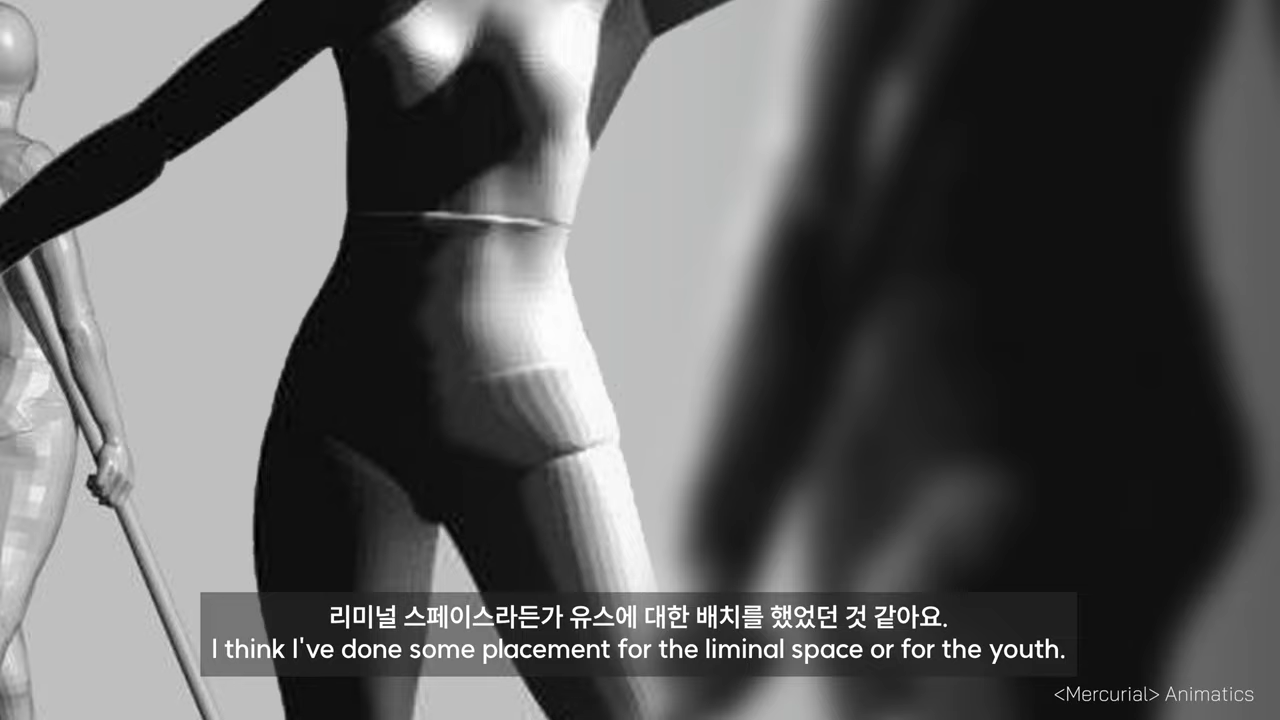 리미널 스페이스라든가 유스에 대한 배치를 했었던 것 같아요.
I think I've done some placement for the liminal space or for the youth.
<Mercurial> Animatics